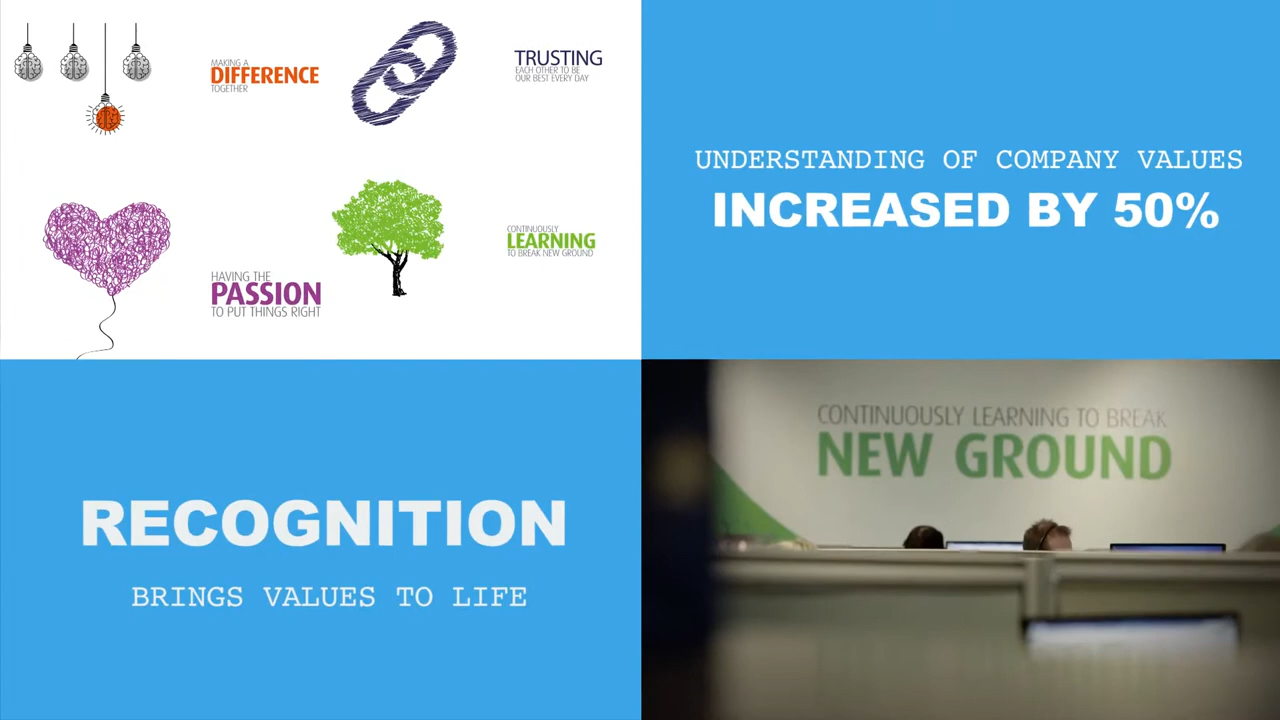 MAKING A
DIFFERENCE
TOGETHER
TRUSTING
EACH OTHER TO BE
OUR BEST EVERY DAY
HAVING THE
PASSION
TO PUT THINGS RIGHT
CONTINUOUSLY
LEARNING
TO BREAK NEW GROUND
UNDERSTANDING OF COMPANY VALUES
INCREASED BY 50%
RECOGNITION
BRINGS VALUES TO LIFE
CONTINUOUSLY LEARNING TO BREAK
NEW GROUND